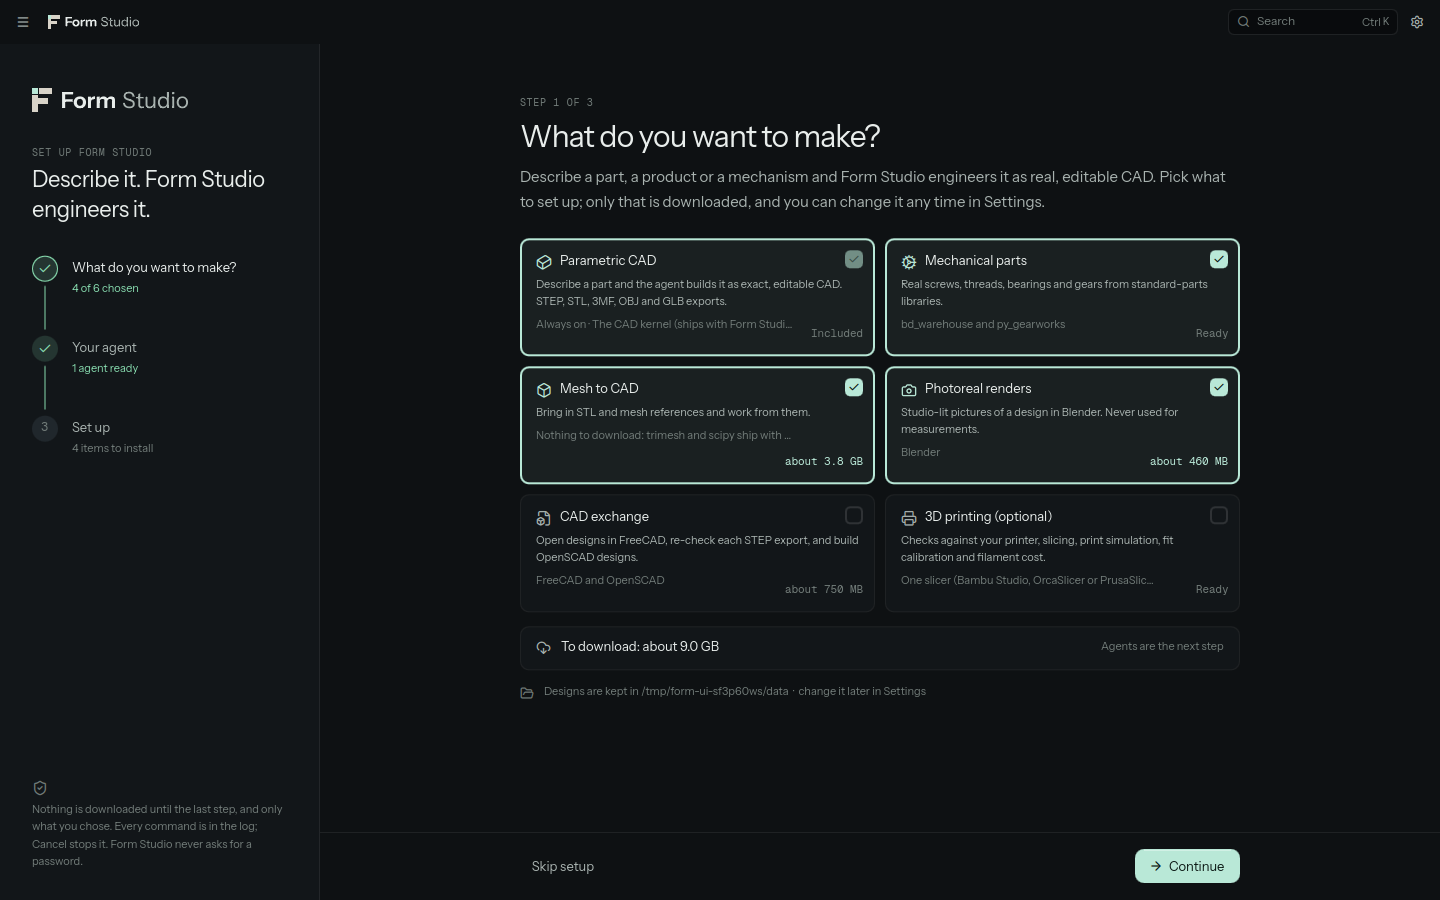 Form Studio
Search
Ctrl K
Form Studio
SET UP FORM STUDIO
Describe it. Form Studio
engineers it.
What do you want to make?
4 of 6 chosen
Your agent
1 agent ready
3
Set up
4 items to install
Nothing is downloaded until the last step, and only
what you chose. Every command is in the log;
Cancel stops it. Form Studio never asks for a
password.
STEP 1 OF 3
What do you want to make?
Describe a part, a product or a mechanism and Form Studio engineers it as real, editable CAD. Pick what
to set up; only that is downloaded, and you can change it any time in Settings.
Parametric CAD
Describe a part and the agent builds it as exact, editable CAD.
STEP, STL, 3MF, OBJ and GLB exports.
Always on · The CAD kernel (ships with Form Studi...
Included
Mechanical parts
Real screws, threads, bearings and gears from standard-parts
libraries.
bd_warehouse and py_gearworks
Ready
Mesh to CAD
Bring in STL and mesh references and work from them.
Nothing to download: trimesh and scipy ship with ...
about 3.8 GB
Photoreal renders
Studio-lit pictures of a design in Blender. Never used for
measurements.
Blender
about 460 MB
CAD exchange
Open designs in FreeCAD, re-check each STEP export, and build
OpenSCAD designs.
FreeCAD and OpenSCAD
about 750 MB
3D printing (optional)
Checks against your printer, slicing, print simulation, fit
calibration and filament cost.
One slicer (Bambu Studio, OrcaSlicer or PrusaSlic...
Ready
To download: about 9.0 GB
Agents are the next step
Designs are kept in /tmp/form-ui-sf3p60ws/data · change it later in Settings
Skip setup
Continue